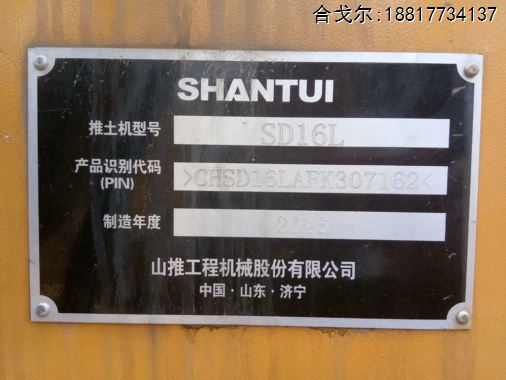 合戈尔:18817734137
SHANTUI
推土机型号 SD16L
产品识别代码 >CHSD16LAFK307162<
(PIN)
制造年度
山推工程机械股份有限公司
中国·山东·济宁